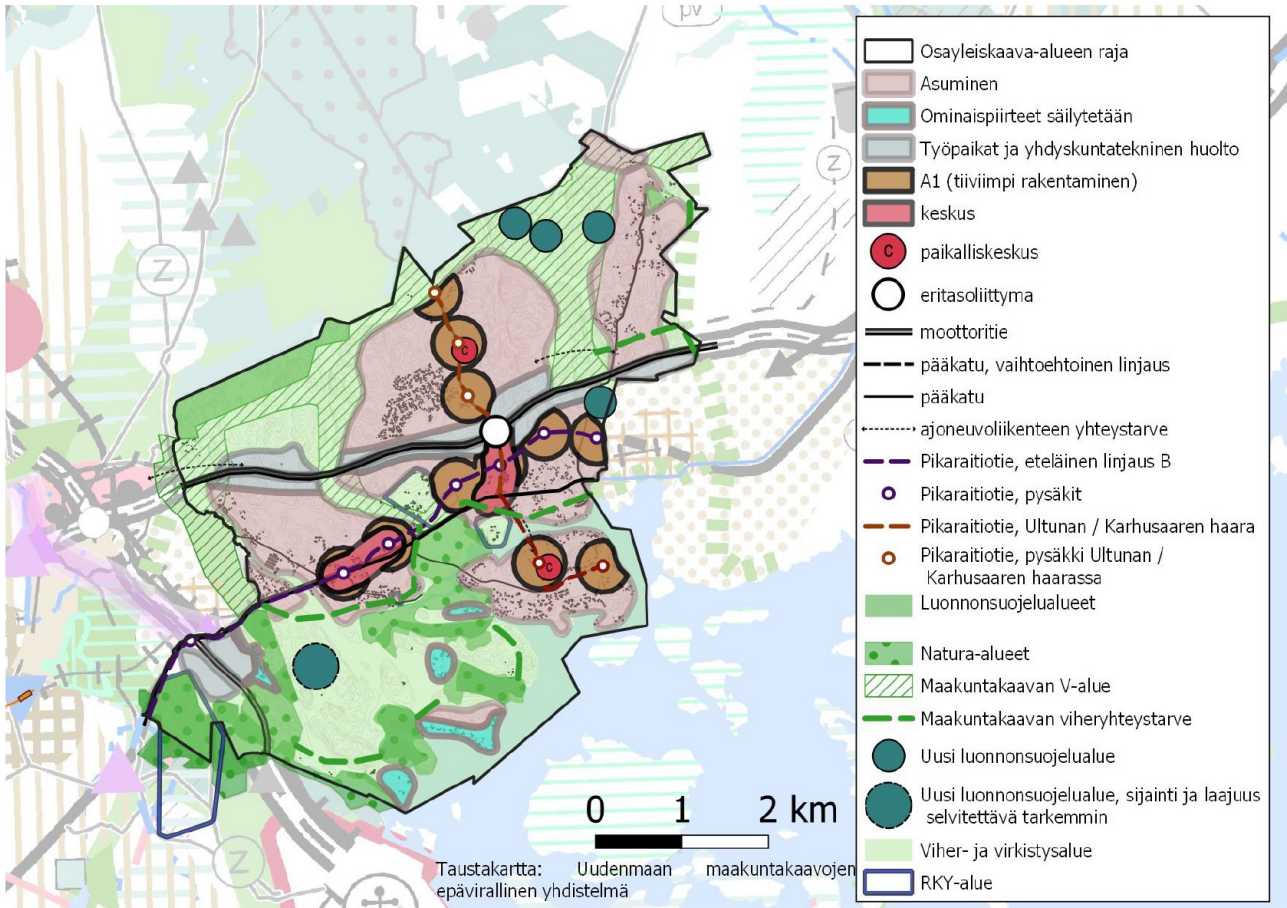 pv
Z
Z
Z
C
C
0 1 2 km
Taustakartta: Uudenmaan maakuntakaavojen
epävirallinen yhdistelmä
Osayleiskaava-alueen raja
Asuminen
Ominaispiirteet säilytetään
Työpaikat ja yhdyskuntatekninen huolto
A1 (tiiviimpi rakentaminen)
keskus
C
paikalliskeskus
eritasoliittyma
moottoritie
pääkatu, vaihtoehtoinen linjaus
pääkatu
ajoneuvoliikenteen yhteystarve
Pikaraitiotie, eteläinen linjaus B
Pikaraitiotie, pysäkit
Pikaraitiotie, Ultunan / Karhusaaren haara
Pikaraitiotie, pysäkki Ultunan /
Karhusaaren haarassa
Luonnonsuojelualueet
Natura-alueet
Maakuntakaavan V-alue
Maakuntakaavan viheryhteystarve
Uusi luonnonsuojelualue
Uusi luonnonsuojelualue, sijainti ja laajuus
selvitettävä tarkemmin
Viher- ja virkistysalue
RKY-alue